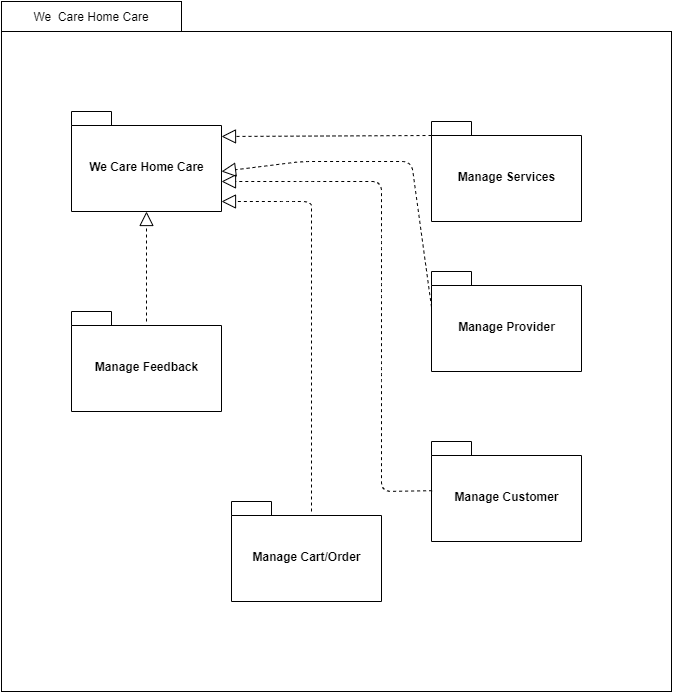 We  Care Home Care
We Care Home Care
Manage Services
Manage Provider
Manage Feedback
Manage Customer
Manage Cart/Order